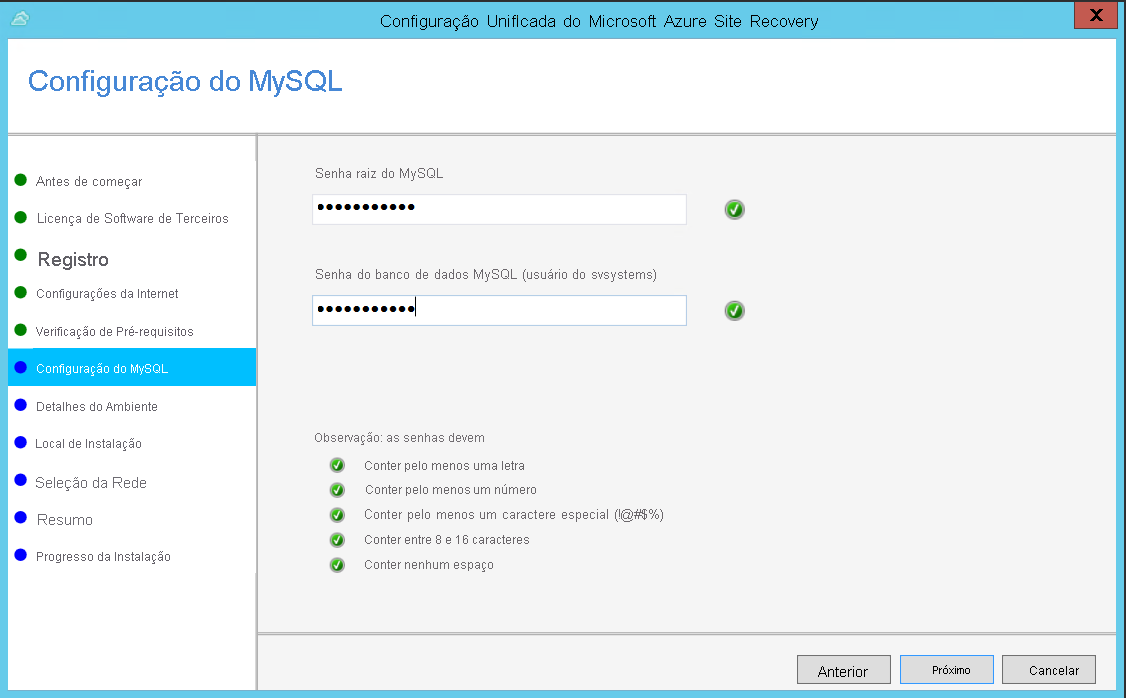 Configuração Unificada do Microsoft Azure Site Recovery
X
Configuração do MySQL
Antes de começar
Licença de Software de Terceiros
Registro
Configurações da Internet
Verificação de Pré-requisitos
Configuração do MySQL
Detalhes do Ambiente
Local de Instalação
Seleção da Rede
Resumo
Progresso da Instalação
Senha raiz do MySQL
●●●●●●●●●●●
Senha do banco de dados MySQL (usuário do svsystems)
●●●●●●●●●●●
Observação: as senhas devem
Conter pelo menos uma letra
Conter pelo menos um número
Conter pelo menos um caractere especial (!@#$%)
Conter entre 8 e 16 caracteres
Conter nenhum espaço
Anterior
Próximo
Cancelar